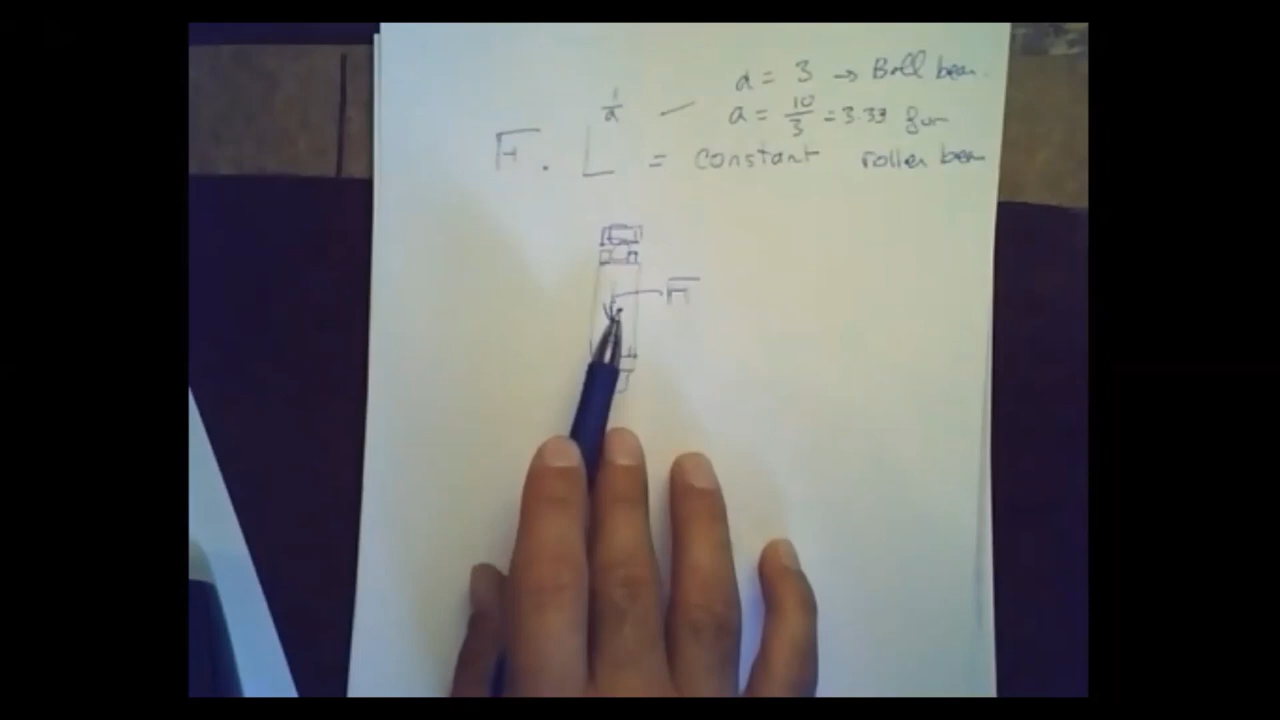 a = 3 → Ball bea
a = 10/3 = 3.33 for
F. L^(1/a) = constant roller bea
F